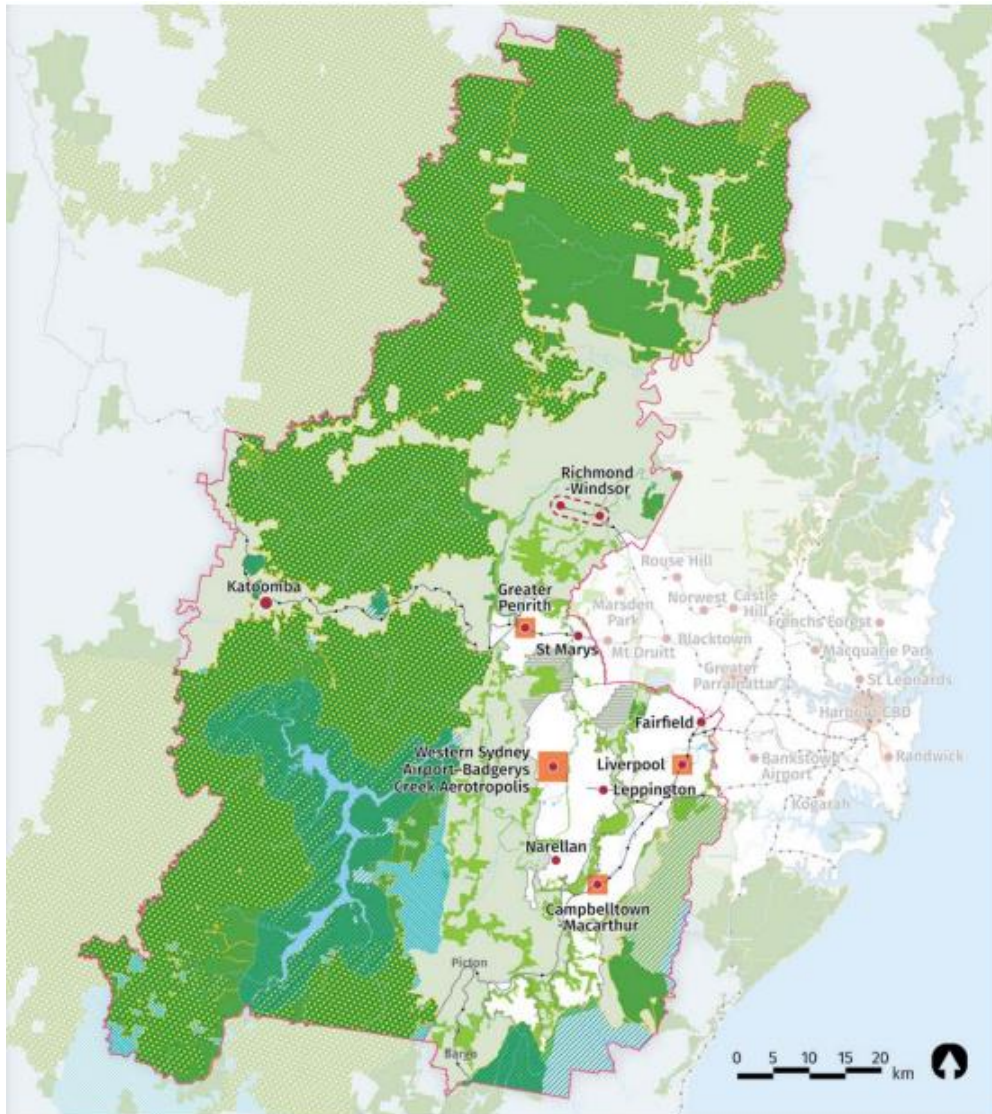 Richmond
-Windsor
Rouse Hill
Katoomba
Greater
Penrith
Marsden
Park
Norwest
Castle
Hill
Frenchs Forest
St Marys
Mt Druitt
Blacktown
Macquarie Park
Greater
Parramatta
St Leonards
Harbour CBD
Fairfield
Western Sydney
Airport-Badgerys
Creek Aerotropolis
Liverpool
Bankstown
Airport
Randwick
Leppington
Kogarah
Narellan
Campbelltown
-Macarthur
Picton
Bargo
0 5 10 15 20
km